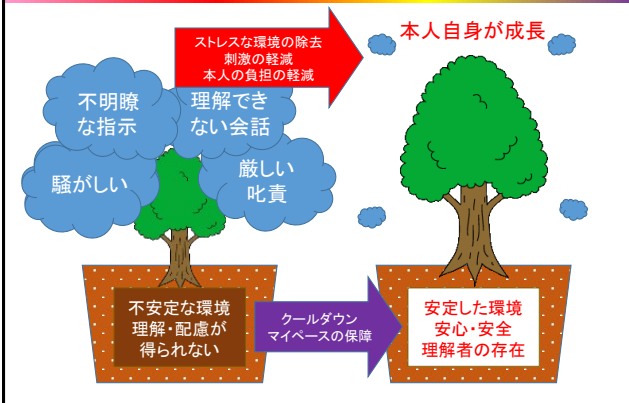 ストレスな環境の除去
刺激の軽減
本人の負担の軽減
本人自身が成長
不明瞭
な指示
理解でき
ない会話
騒がしい
厳しい
叱責
不安定な環境
理解・配慮が
得られない
クールダウン
マイペースの保障
安定した環境
安心・安全
理解者の存在